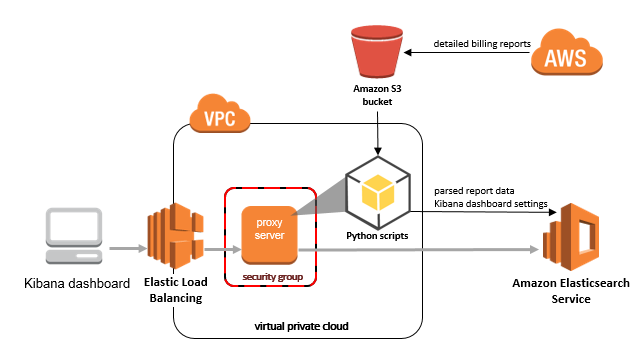 detailed billing reports
AWS
Amazon S3
bucket
VPC
parsed report data
Kibana dashboard settings
proxy
server
Python scripts
security group
Kibana dashboard
Elastic Load
Balancing
Amazon Elasticsearch
Service
virtual private cloud